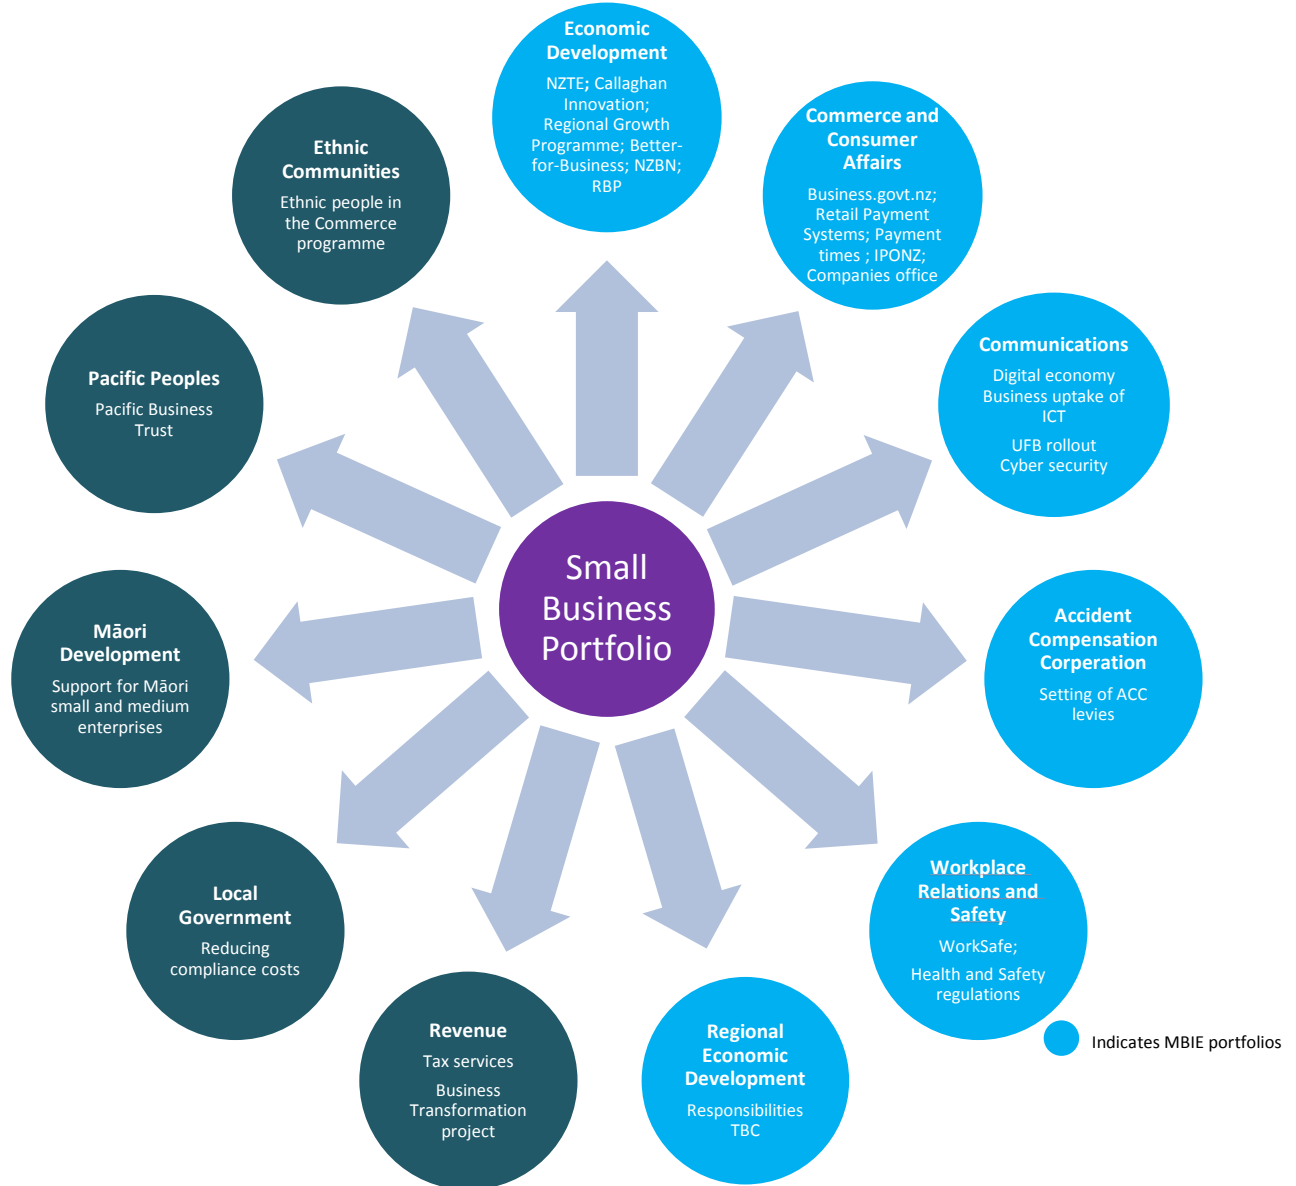 Economic
Development
NZTE; Callaghan
Innovation;
Regional Growth
Programme; Better-
for-Business; NZBN;
RBP
Commerce and
Consumer
Affairs
Business.govt.nz;
Retail Payment
Systems; Payment
times ; IPONZ;
Companies office
Communications
Digital economy
Business uptake of
ICT
UFB rollout
Cyber security
Accident
Compensation
Corperation
Setting of ACC
levies
Workplace
Relations and
Safety
WorkSafe;
Health and Safety
regulations
Regional
Economic
Development
Responsibilities
TBC
Revenue
Tax services
Business
Transformation
project
Local
Government
Reducing
compliance costs
Māori
Development
Support for Māori
small and medium
enterprises
Pacific Peoples
Pacific Business
Trust
Ethnic
Communities
Ethnic people in
the Commerce
programme
Small
Business
Portfolio
Indicates MBIE portfolios